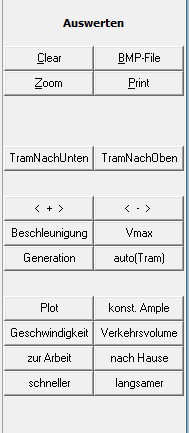 Auswerten
Clear BMP-File
Zoom Print
TramNachUnten TramNachOben
< + > < - >
Beschleunigung Vmax
Generation auto(Tram)
Plot konst. Ample
Geschwindigkeit Verkehrsvolume
zur Arbeit nach Hause
schneller langsamer